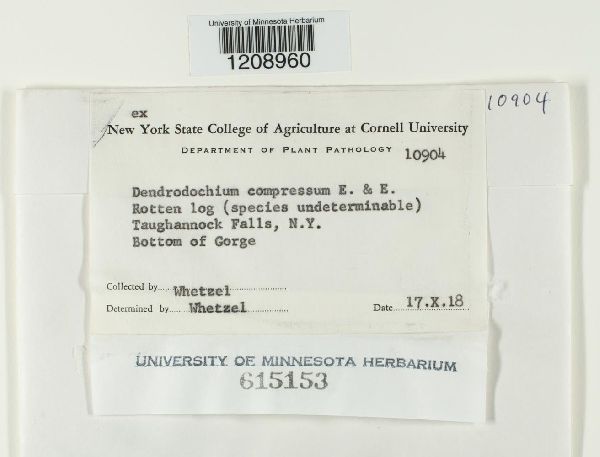 University of Minnesota Herbarium
1208960
10904
ex
New York State College of Agriculture at Cornell University
DEPARTMENT OF PLANT PATHOLOGY 10904
Dendrodochium compressum E. & E.
Rotten log (species undeterminable)
Taughannock Falls, N.Y.
Bottom of Gorge
Collected by Whetzel
Determined by Whetzel Date 17.X.18
UNIVERSITY OF MINNESOTA HERBARIUM
615153